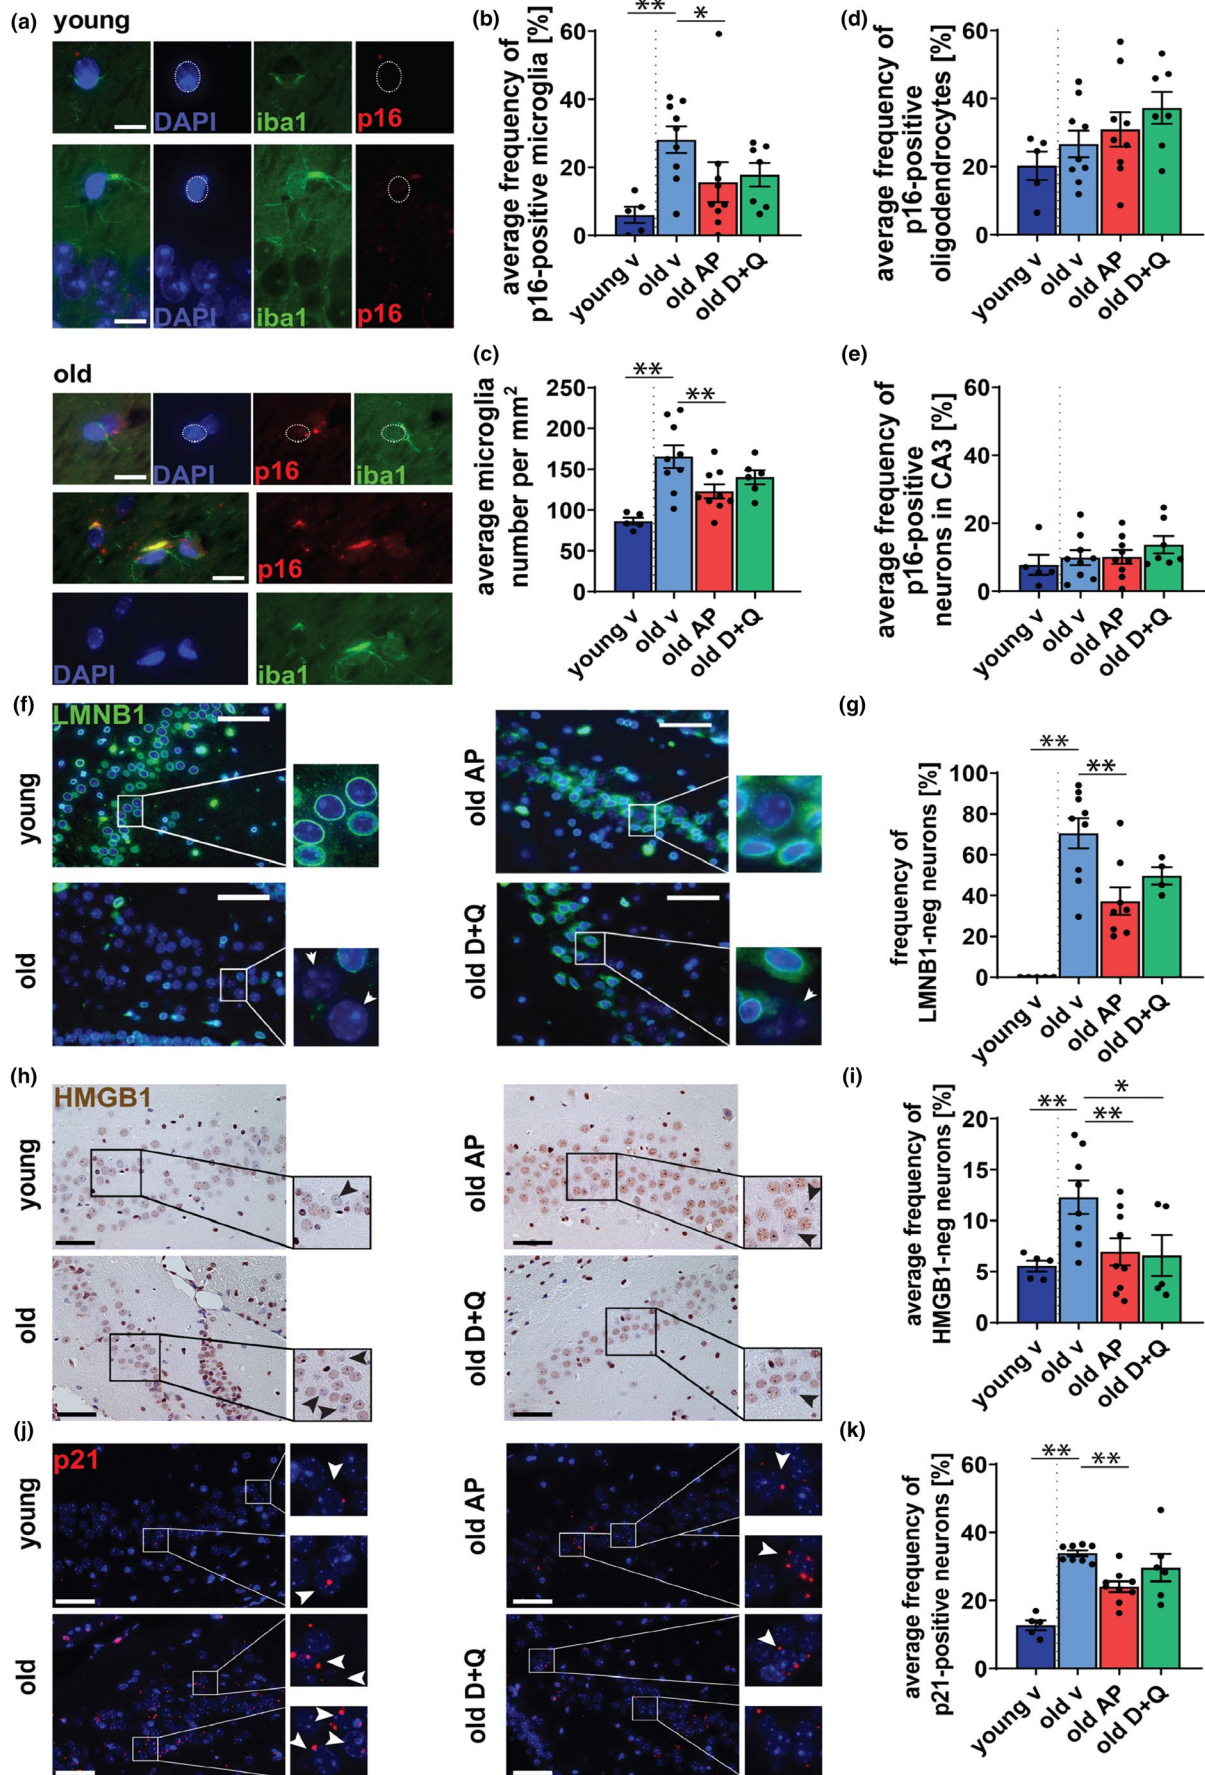 (a)
young
DAPI iba1 p16
DAPI iba1 p16
old
DAPI p16 iba1
p16
DAPI iba1
(b)
average frequency of
p16-positive microglia [%]
** *
60
40
20
0
young v old v old AP old D+Q
(c)
average microglia
number per mm²
** **
250
200
150
100
50
0
young v old v old AP old D+Q
(d)
average frequency of
p16-positive
oligodendrocytes [%]
60
40
20
0
young v old v old AP old D+Q
(e)
average frequency of
p16-positive
neurons in CA3 [%]
60
40
20
0
young v old v old AP old D+Q
(f)
LMNB1
young
old AP
old
old D+Q
(g)
frequency of
LMNB1-neg neurons [%]
** **
100
80
60
40
20
0
young v old v old AP old D+Q
(h)
HMGB1
young
old AP
old
old D+Q
(i)
average frequency of
HMGB1-neg neurons [%]
*
** **
20
15
10
5
0
young v old v old AP old D+Q
(j)
p21
young
old AP
old
old D+Q
(k)
average frequency of
p21-positive neurons [%]
** **
60
40
20
0
young v old v old AP old D+Q